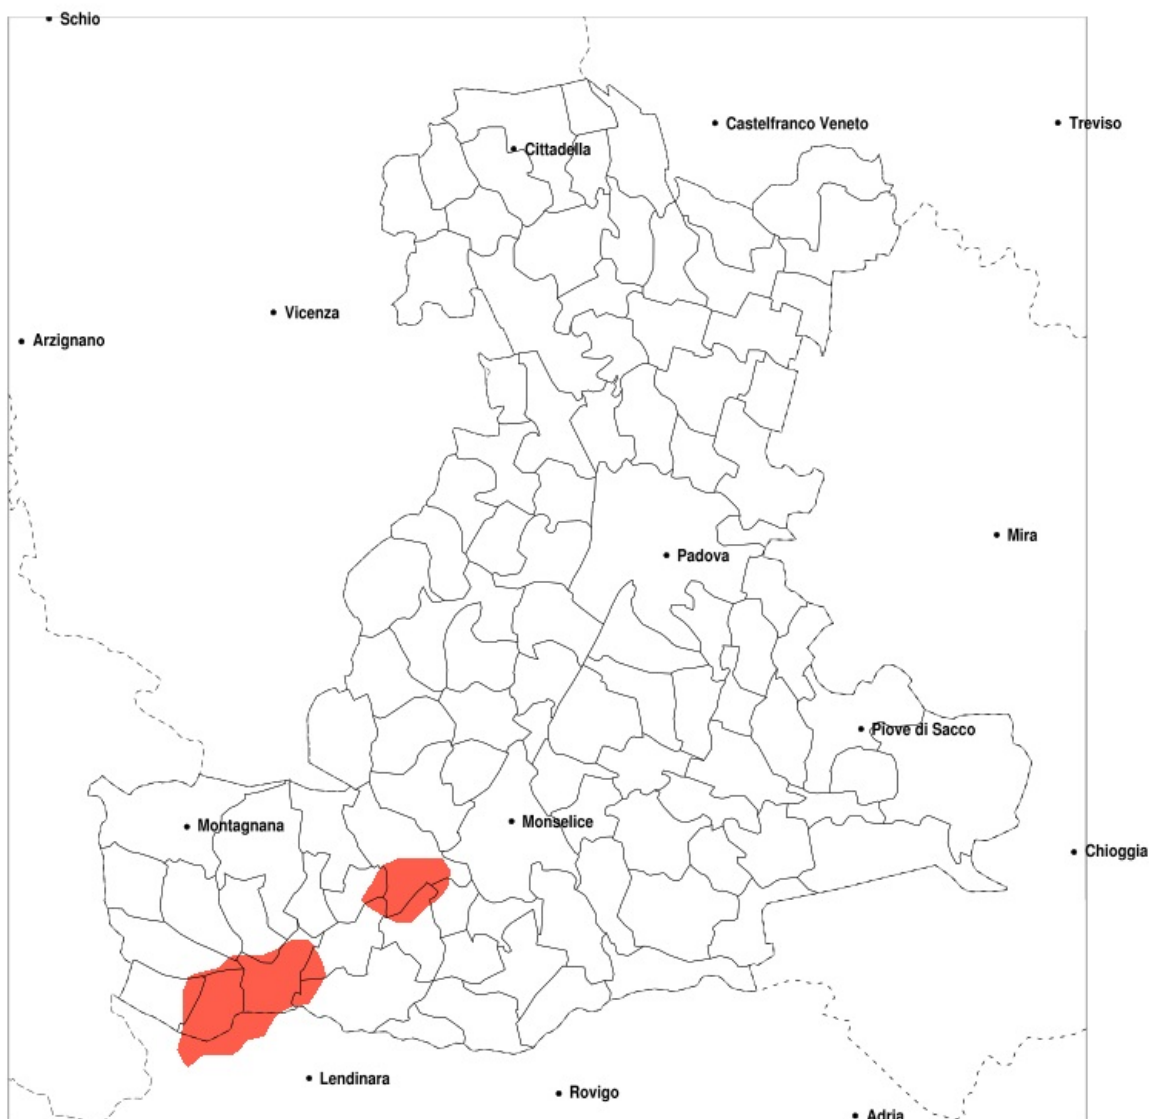 Schio
Castelfranco Veneto
Treviso
Cittadella
Vicenza
Arzignano
Mira
Padova
Piove di Sacco
Montagnana
Monselice
Chioggia
Lendinara
Rovigo
Adria